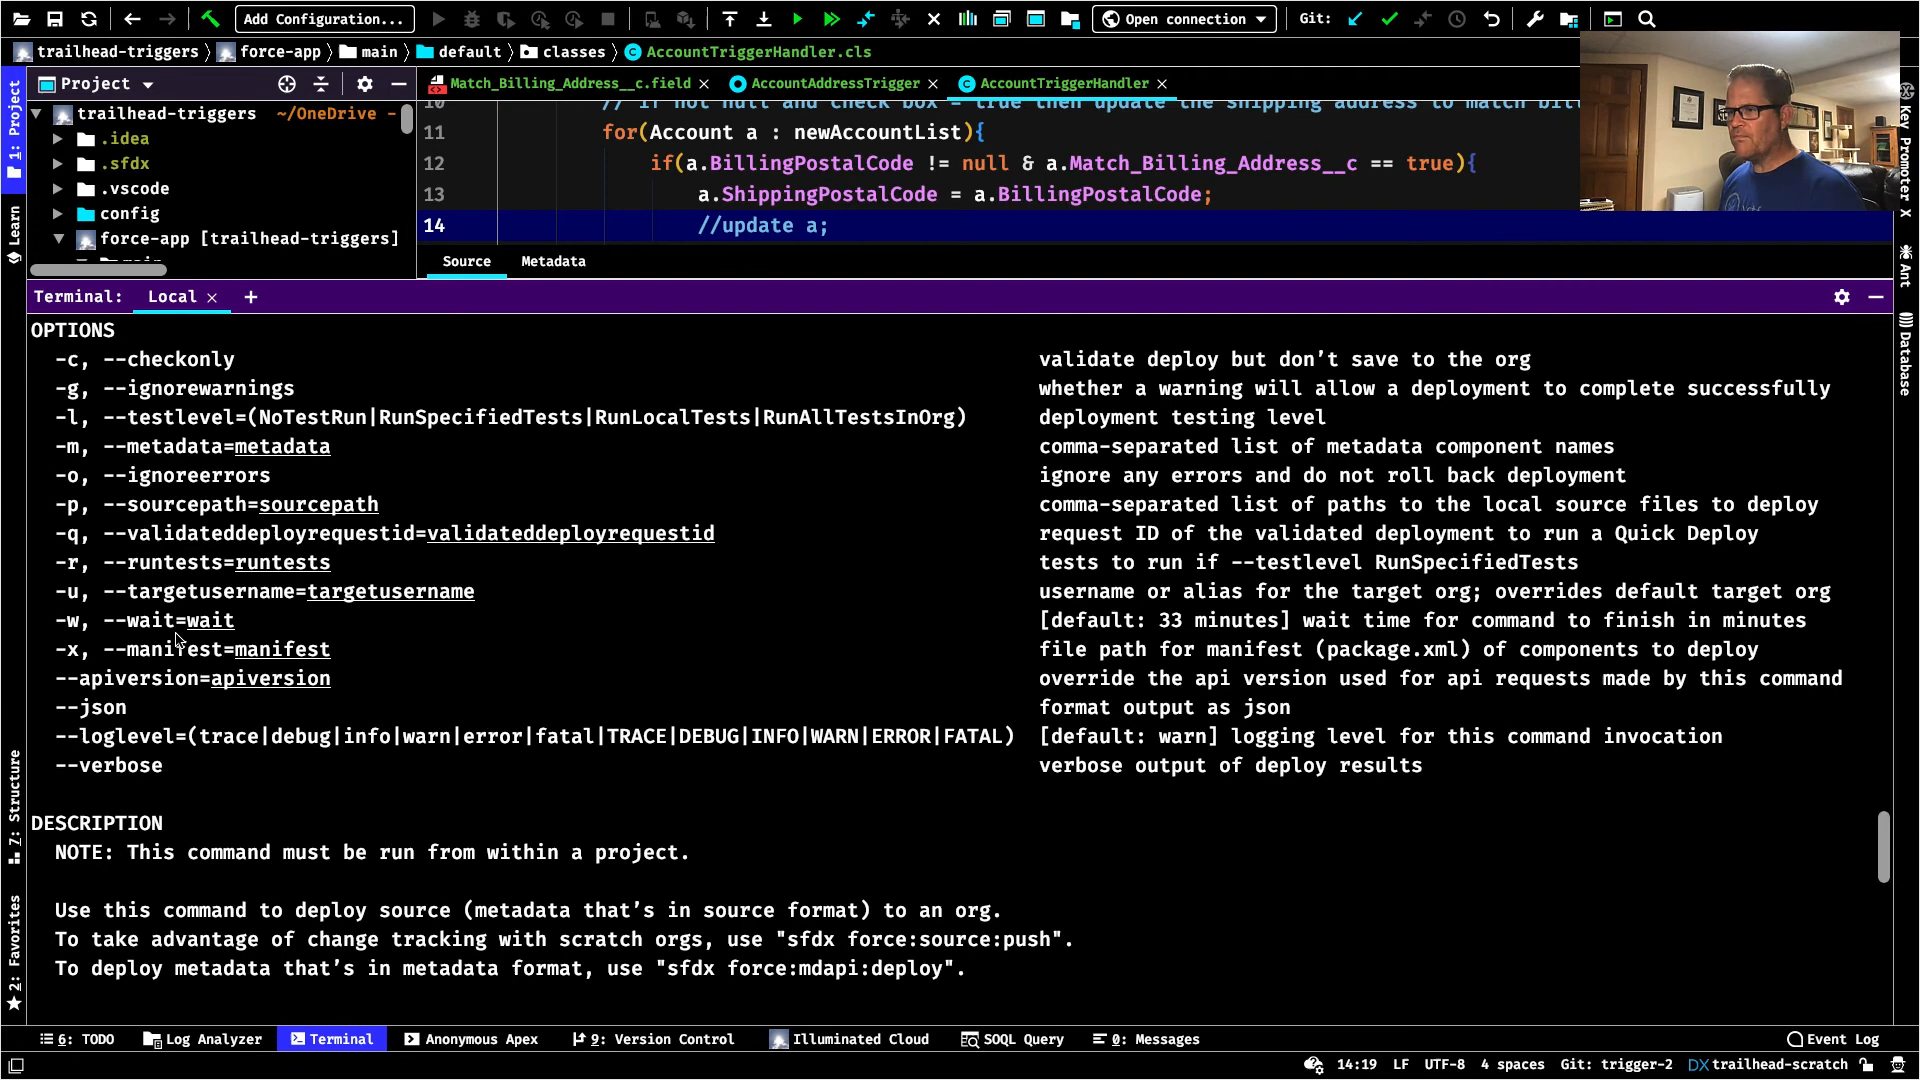 Add Configuration...
Open connection
Git:
trailhead-triggers
force-app
main
default
classes
AccountTriggerHandler.cls
Project
Match_Billing_Address__c.field
AccountAddressTrigger
AccountTriggerHandler
trailhead-triggers ~/OneDrive -
.idea
.sfdx
.vscode
config
force-app [trailhead-triggers]
11 for(Account a : newAccountList){
12 if(a.BillingPostalCode != null & a.Match_Billing_Address__c == true){
13 a.ShippingPostalCode = a.BillingPostalCode;
14 //update a;
Source Metadata
Terminal: Local +
OPTIONS
-c, --checkonly validate deploy but don’t save to the org
-g, --ignorewarnings whether a warning will allow a deployment to complete successfully
-l, --testlevel=(NoTestRun|RunSpecifiedTests|RunLocalTests|RunAllTestsInOrg) deployment testing level
-m, --metadata=metadata comma-separated list of metadata component names
-o, --ignoreerrors ignore any errors and do not roll back deployment
-p, --sourcepath=sourcepath comma-separated list of paths to the local source files to deploy
-q, --validateddeployrequestid=validateddeployrequestid request ID of the validated deployment to run a Quick Deploy
-r, --runtests=runtests tests to run if --testlevel RunSpecifiedTests
-u, --targetusername=targetusername username or alias for the target org; overrides default target org
-w, --wait=wait [default: 33 minutes] wait time for command to finish in minutes
-x, --manifest=manifest file path for manifest (package.xml) of components to deploy
--apiversion=apiversion override the api version used for api requests made by this command
--json format output as json
--loglevel=(trace|debug|info|warn|error|fatal|TRACE|DEBUG|INFO|WARN|ERROR|FATAL) [default: warn] logging level for this command invocation
--verbose verbose output of deploy results
DESCRIPTION
NOTE: This command must be run from within a project.
Use this command to deploy source (metadata that’s in source format) to an org.
To take advantage of change tracking with scratch orgs, use "sfdx force:source:push".
To deploy metadata that’s in metadata format, use "sfdx force:mdapi:deploy".
1: Project
Learn
7: Structure
2: Favorites
Key Promoter X
Ant
Database
6: TODO
Log Analyzer
Terminal
Anonymous Apex
9: Version Control
Illuminated Cloud
SOQL Query
0: Messages
Event Log
14:19 LF UTF-8 4 spaces Git: trigger-2 DX trailhead-scratch